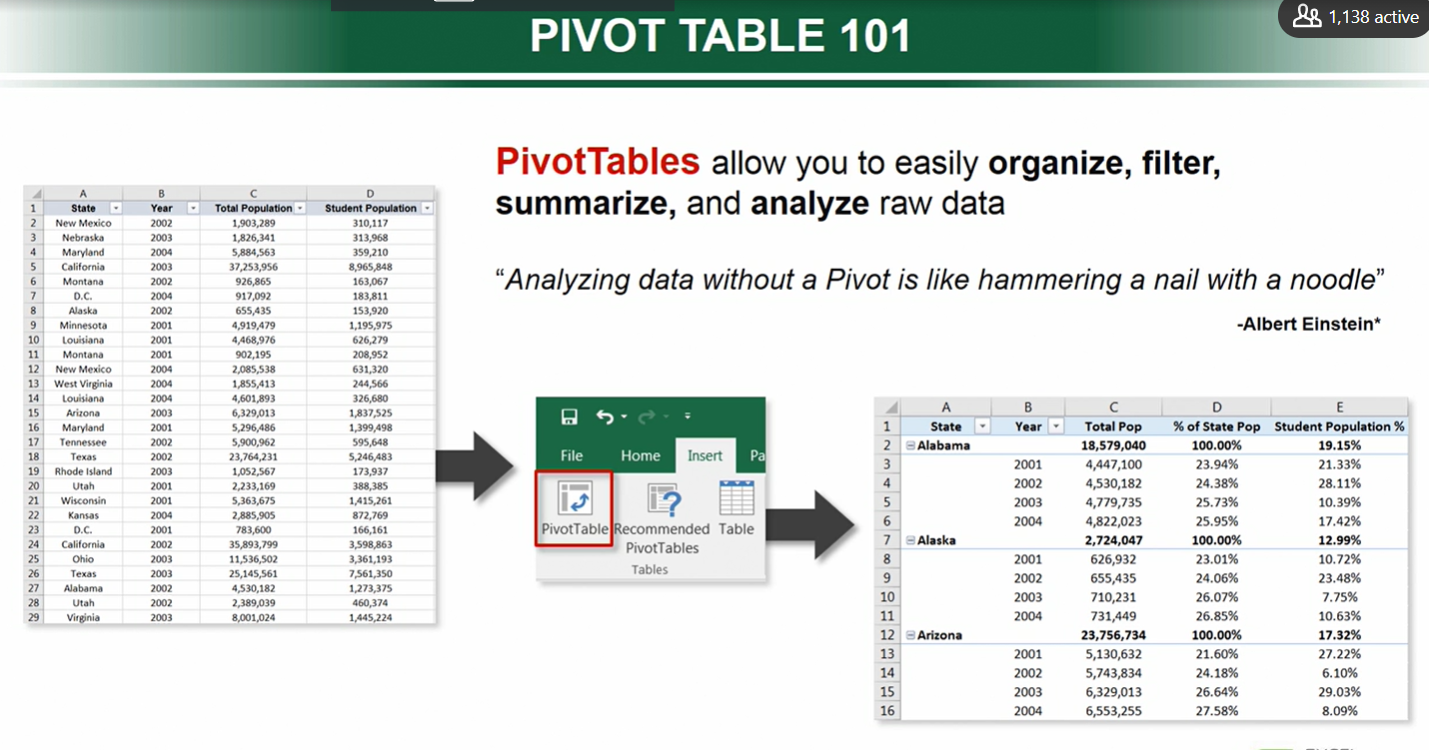 PIVOT TABLE 101
1,138 active
PivotTables allow you to easily organize, filter,
summarize, and analyze raw data
“Analyzing data without a Pivot is like hammering a nail with a noodle”
-Albert Einstein*
A B C D
1 State Year Total Population Student Population
2 New Mexico 2002 1,903,289 310,117
3 Nebraska 2003 1,826,341 313,968
4 Maryland 2004 5,884,563 359,210
5 California 2003 37,253,956 8,965,848
6 Montana 2002 926,865 163,067
7 D.C. 2004 917,092 183,811
8 Alaska 2002 655,435 153,920
9 Minnesota 2001 4,919,479 1,195,975
10 Louisiana 2001 4,468,976 626,279
11 Montana 2001 902,195 208,952
12 New Mexico 2004 2,085,538 631,320
13 West Virginia 2004 1,855,413 244,566
14 Louisiana 2004 4,601,893 326,680
15 Arizona 2003 6,329,013 1,837,525
16 Maryland 2001 5,296,486 1,399,498
17 Tennessee 2002 5,900,962 595,648
18 Texas 2002 23,764,231 5,246,483
19 Rhode Island 2003 1,052,567 173,937
20 Utah 2001 2,233,169 388,385
21 Wisconsin 2001 5,363,675 1,415,261
22 Kansas 2004 2,885,905 872,769
23 D.C. 2001 783,600 166,161
24 California 2002 35,893,799 3,598,863
25 Ohio 2003 11,536,502 3,361,193
26 Texas 2003 25,145,561 7,561,350
27 Alabama 2002 4,530,182 1,273,375
28 Utah 2002 2,389,039 460,374
29 Virginia 2003 8,001,024 1,445,224
File Home Insert Pa
PivotTable Recommended Table
PivotTables
Tables
A B C D E
1 State Year Total Pop % of State Pop Student Population %
2 Alabama 18,579,040 100.00% 19.15%
3 2001 4,447,100 23.94% 21.33%
4 2002 4,530,182 24.38% 28.11%
5 2003 4,779,735 25.73% 10.39%
6 2004 4,822,023 25.95% 17.42%
7 Alaska 2,724,047 100.00% 12.99%
8 2001 626,932 23.01% 10.72%
9 2002 655,435 24.06% 23.48%
10 2003 710,231 26.07% 7.75%
11 2004 731,449 26.85% 10.63%
12 Arizona 23,756,734 100.00% 17.32%
13 2001 5,130,632 21.60% 27.22%
14 2002 5,743,834 24.18% 6.10%
15 2003 6,329,013 26.64% 29.03%
16 2004 6,553,255 27.58% 8.09%